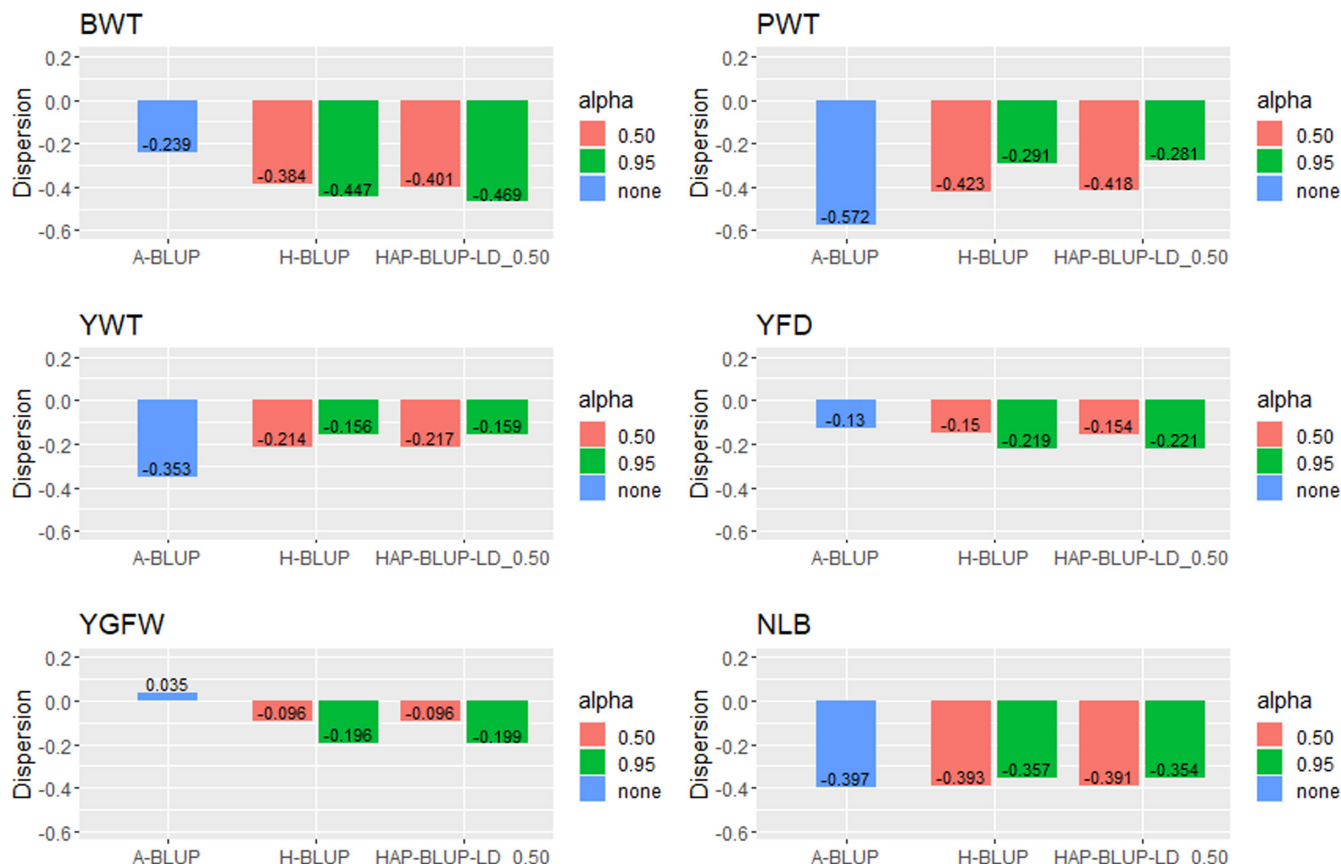 BWT
0.2
0.0
-0.2
-0.4
-0.6
Dispersion
-0.239
-0.384
-0.447
-0.401
-0.469
A-BLUP
H-BLUP
HAP-BLUP-LD_0.50
alpha
0.50
0.95
none
PWT
0.2
0.0
-0.2
-0.4
-0.6
Dispersion
-0.572
-0.423
-0.291
-0.418
-0.281
A-BLUP
H-BLUP
HAP-BLUP-LD_0.50
alpha
0.50
0.95
none
YWT
0.2
0.0
-0.2
-0.4
-0.6
Dispersion
-0.353
-0.214
-0.156
-0.217
-0.159
A-BLUP
H-BLUP
HAP-BLUP-LD_0.50
alpha
0.50
0.95
none
YFD
0.2
0.0
-0.2
-0.4
-0.6
Dispersion
-0.13
-0.15
-0.219
-0.154
-0.221
A-BLUP
H-BLUP
HAP-BLUP-LD_0.50
alpha
0.50
0.95
none
YGFW
0.2
0.0
-0.2
-0.4
-0.6
Dispersion
0.035
-0.096
-0.196
-0.096
-0.199
A-BLUP
H-BLUP
HAP-BLUP-LD_0.50
alpha
0.50
0.95
none
NLB
0.2
0.0
-0.2
-0.4
-0.6
Dispersion
-0.397
-0.393
-0.357
-0.391
-0.354
A-BLUP
H-BLUP
HAP-BLUP-LD_0.50
alpha
0.50
0.95
none